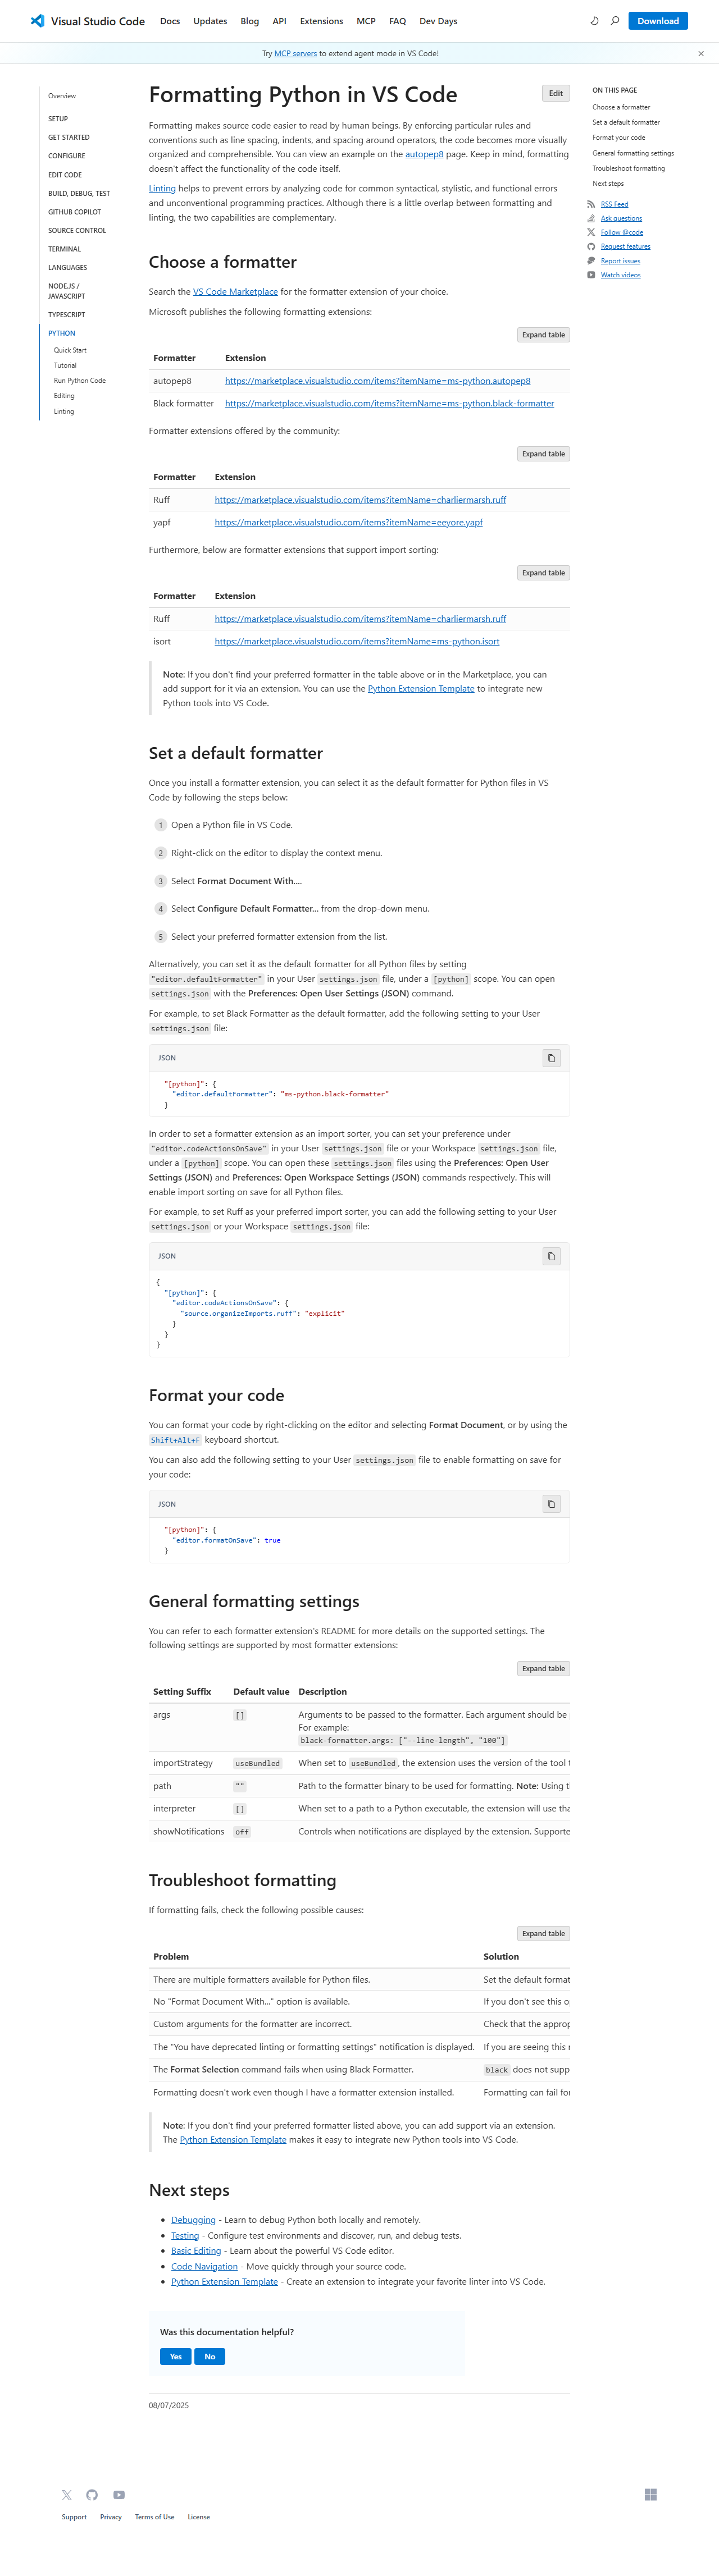 Visual Studio Code
Docs
Updates
Blog
API
Extensions
MCP
FAQ
Dev Days
Download
Try MCP servers to extend agent mode in VS Code!
Overview
SETUP
GET STARTED
CONFIGURE
EDIT CODE
BUILD, DEBUG, TEST
GITHUB COPILOT
SOURCE CONTROL
TERMINAL
LANGUAGES
NODE.JS /
JAVASCRIPT
TYPESCRIPT
PYTHON
Quick Start
Tutorial
Run Python Code
Editing
Linting
Formatting Python in VS Code
Edit
Formatting makes source code easier to read by human beings. By enforcing particular rules and
conventions such as line spacing, indents, and spacing around operators, the code becomes more visually
organized and comprehensible. You can view an example on the autopep8 page. Keep in mind, formatting
doesn't affect the functionality of the code itself.
Linting helps to prevent errors by analyzing code for common syntactical, stylistic, and functional errors
and unconventional programming practices. Although there is a little overlap between formatting and
linting, the two capabilities are complementary.
Choose a formatter
Search the VS Code Marketplace for the formatter extension of your choice.
Microsoft publishes the following formatting extensions:
Expand table
Formatter Extension
autopep8 https://marketplace.visualstudio.com/items?itemName=ms-python.autopep8
Black formatter https://marketplace.visualstudio.com/items?itemName=ms-python.black-formatter
Formatter extensions offered by the community:
Expand table
Formatter Extension
Ruff https://marketplace.visualstudio.com/items?itemName=charliermarsh.ruff
yapf https://marketplace.visualstudio.com/items?itemName=eeyore.yapf
Furthermore, below are formatter extensions that support import sorting:
Expand table
Formatter Extension
Ruff https://marketplace.visualstudio.com/items?itemName=charliermarsh.ruff
isort https://marketplace.visualstudio.com/items?itemName=ms-python.isort
Note: If you don't find your preferred formatter in the table above or in the Marketplace, you can
add support for it via an extension. You can use the Python Extension Template to integrate new
Python tools into VS Code.
Set a default formatter
Once you install a formatter extension, you can select it as the default formatter for Python files in VS
Code by following the steps below:
1 Open a Python file in VS Code.
2 Right-click on the editor to display the context menu.
3 Select Format Document With....
4 Select Configure Default Formatter... from the drop-down menu.
5 Select your preferred formatter extension from the list.
Alternatively, you can set it as the default formatter for all Python files by setting
"editor.defaultFormatter" in your User settings.json file, under a [python] scope. You can open
settings.json with the Preferences: Open User Settings (JSON) command.
For example, to set Black Formatter as the default formatter, add the following setting to your User
settings.json file:
JSON
"[python]": {
"editor.defaultFormatter": "ms-python.black-formatter"
}
In order to set a formatter extension as an import sorter, you can set your preference under
"editor.codeActionsOnSave" in your User settings.json file or your Workspace settings.json file,
under a [python] scope. You can open these settings.json files using the Preferences: Open User
Settings (JSON) and Preferences: Open Workspace Settings (JSON) commands respectively. This will
enable import sorting on save for all Python files.
For example, to set Ruff as your preferred import sorter, you can add the following setting to your User
settings.json or your Workspace settings.json file:
JSON
{
"[python]": {
"editor.codeActionsOnSave": {
"source.organizeImports.ruff": "explicit"
}
}
}
Format your code
You can format your code by right-clicking on the editor and selecting Format Document, or by using the
Shift+Alt+F keyboard shortcut.
You can also add the following setting to your User settings.json file to enable formatting on save for
your code:
JSON
"[python]": {
"editor.formatOnSave": true
}
General formatting settings
You can refer to each formatter extension's README for more details on the supported settings. The
following settings are supported by most formatter extensions:
Expand table
Setting Suffix Default value Description
args [] Arguments to be passed to the formatter. Each argument should be
For example:
black-formatter.args: ["--line-length", "100"]
importStrategy useBundled When set to useBundled, the extension uses the version of the tool
path "" Path to the formatter binary to be used for formatting. Note: Using
interpreter [] When set to a path to a Python executable, the extension will use
showNotifications off Controls when notifications are displayed by the extension.
Troubleshoot formatting
If formatting fails, check the following possible causes:
Expand table
Problem Solution
There are multiple formatters available for Python files. Set the default
No "Format Document With..." option is available. If you don't see this
Custom arguments for the formatter are incorrect. Check that the
The "You have deprecated linting or formatting settings" notification is displayed. If you are seeing this
The Format Selection command fails when using Black Formatter. black does not
Formatting doesn't work even though I have a formatter extension installed. Formatting can fail
Note: If you don't find your preferred formatter listed above, you can add support via an extension.
The Python Extension Template makes it easy to integrate new Python tools into VS Code.
Next steps
Debugging - Learn to debug Python both locally and remotely.
Testing - Configure test environments and discover, run, and debug tests.
Basic Editing - Learn about the powerful VS Code editor.
Code Navigation - Move quickly through your source code.
Python Extension Template - Create an extension to integrate your favorite linter into VS Code.
Was this documentation helpful?
Yes
No
08/07/2025
ON THIS PAGE
Choose a formatter
Set a default formatter
Format your code
General formatting settings
Troubleshoot formatting
Next steps
RSS Feed
Ask questions
Follow @code
Request features
Report issues
Watch videos
Support
Privacy
Terms of Use
License